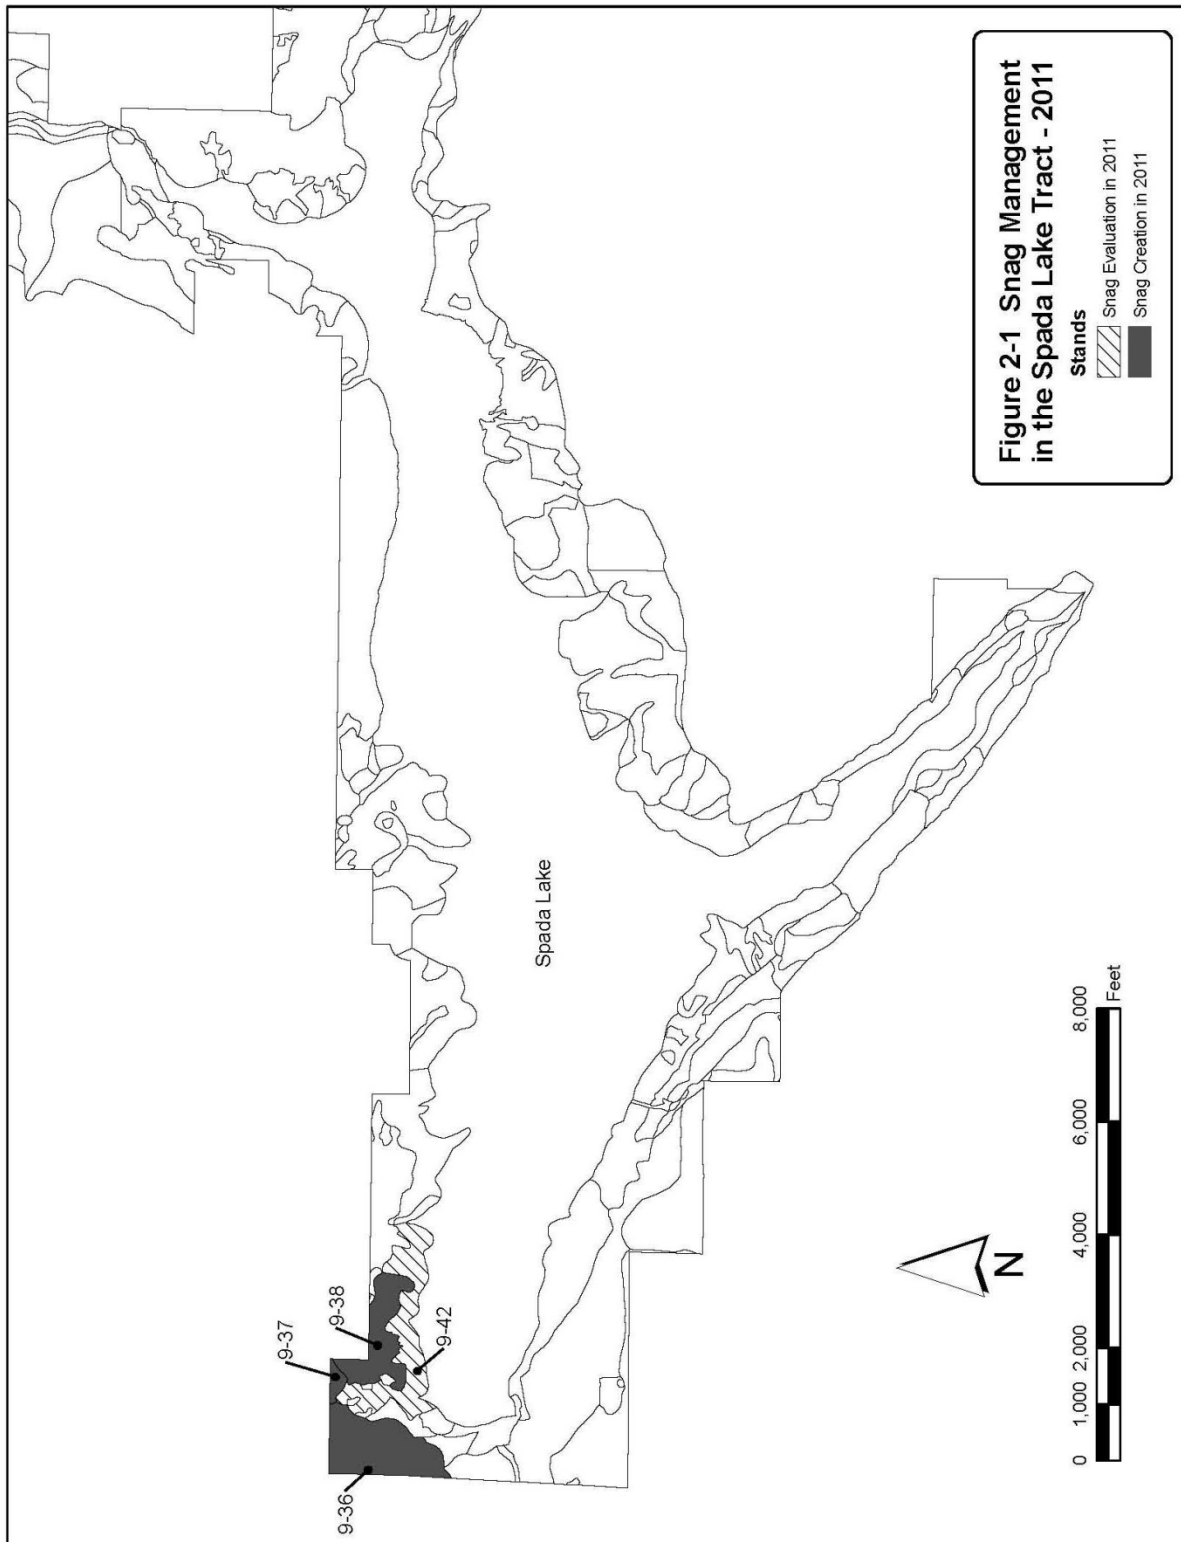 Figure 2-1 Snag Management
in the Spada Lake Tract - 2011
Stands
Snag Evaluation in 2011
Snag Creation in 2011
Spada Lake
9-36
9-37
9-38
9-42
N
0 1,000 2,000 4,000 6,000 8,000
Feet